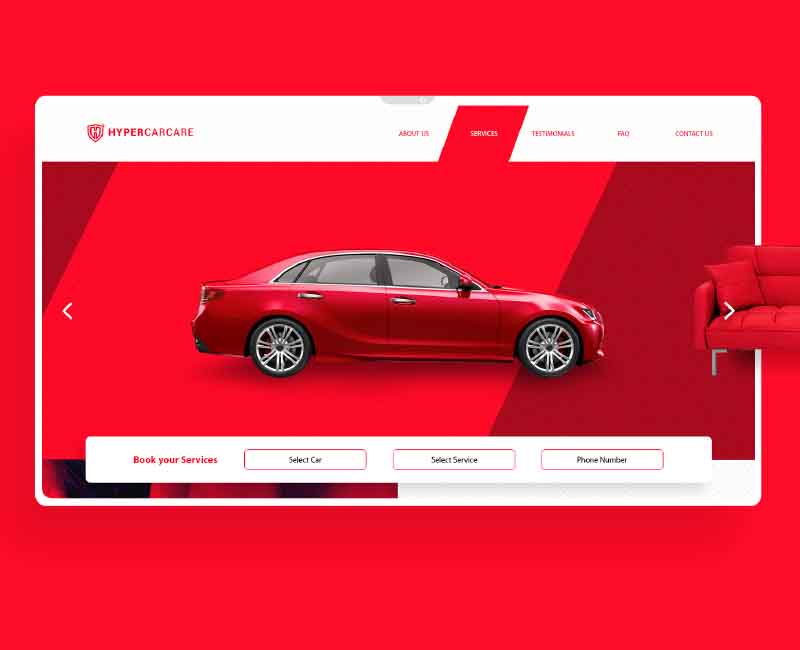 HYPERCARCARE
ABOUT US
SERVICES
TESTIMONIALS
FAQ
CONTACT US
Book your Services
Select Car
Select Service
Phone Number